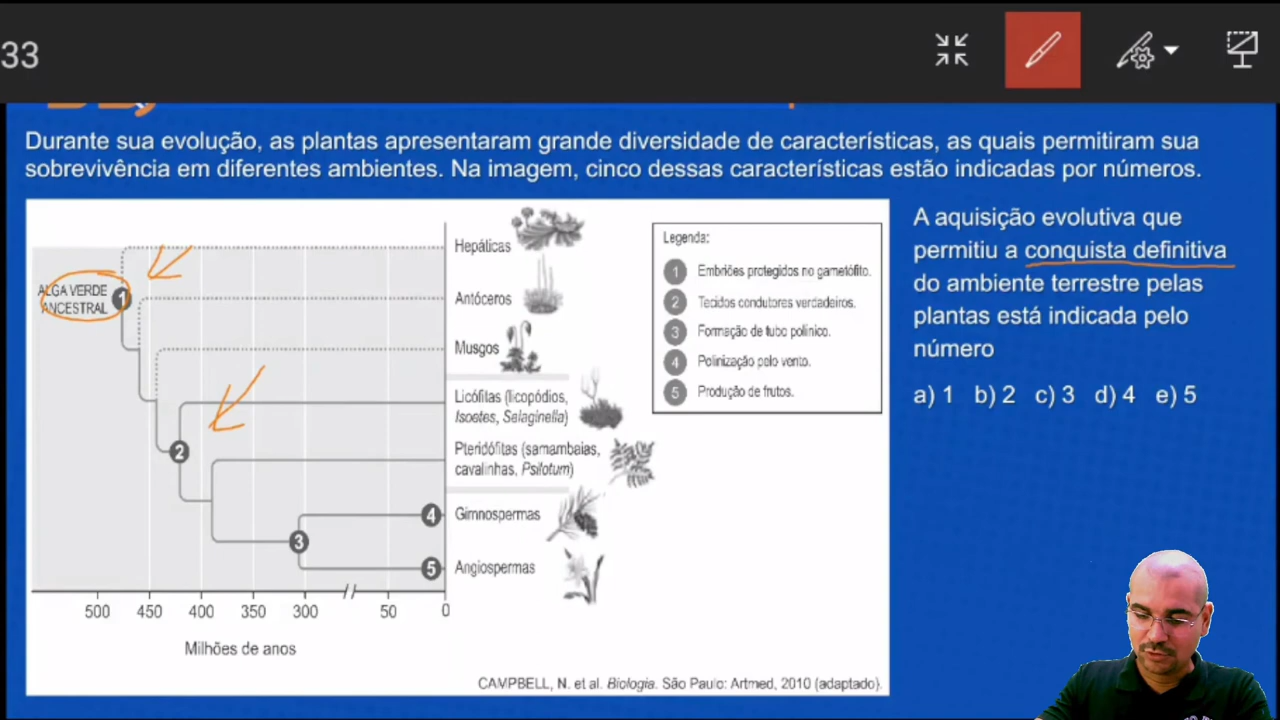 33
Durante sua evolução, as plantas apresentaram grande diversidade de características, as quais permitiram sua
sobrevivência em diferentes ambientes. Na imagem, cinco dessas características estão indicadas por números.
ALGA VERDE
ANCESTRAL
1
2
3
4
5
Hepáticas
Antóceros
Musgos
Licófitas (licopódios,
Isoetes, Selaginella)
Pteridófitas (samambaias,
cavalinhas, Psilotum)
Gimnospermas
Angiospermas
500 450 400 350 300 50 0
Milhões de anos
Legenda:
1 Embriões protegidos no gametófito.
2 Tecidos condutores verdadeiros.
3 Formação de tubo polínico.
4 Polinização pelo vento.
5 Produção de frutos.
CAMPBELL, N. et al. Biologia. São Paulo: Artmed, 2010 (adaptado).
A aquisição evolutiva que
permitiu a conquista definitiva
do ambiente terrestre pelas
plantas está indicada pelo
número
a) 1 b) 2 c) 3 d) 4 e) 5